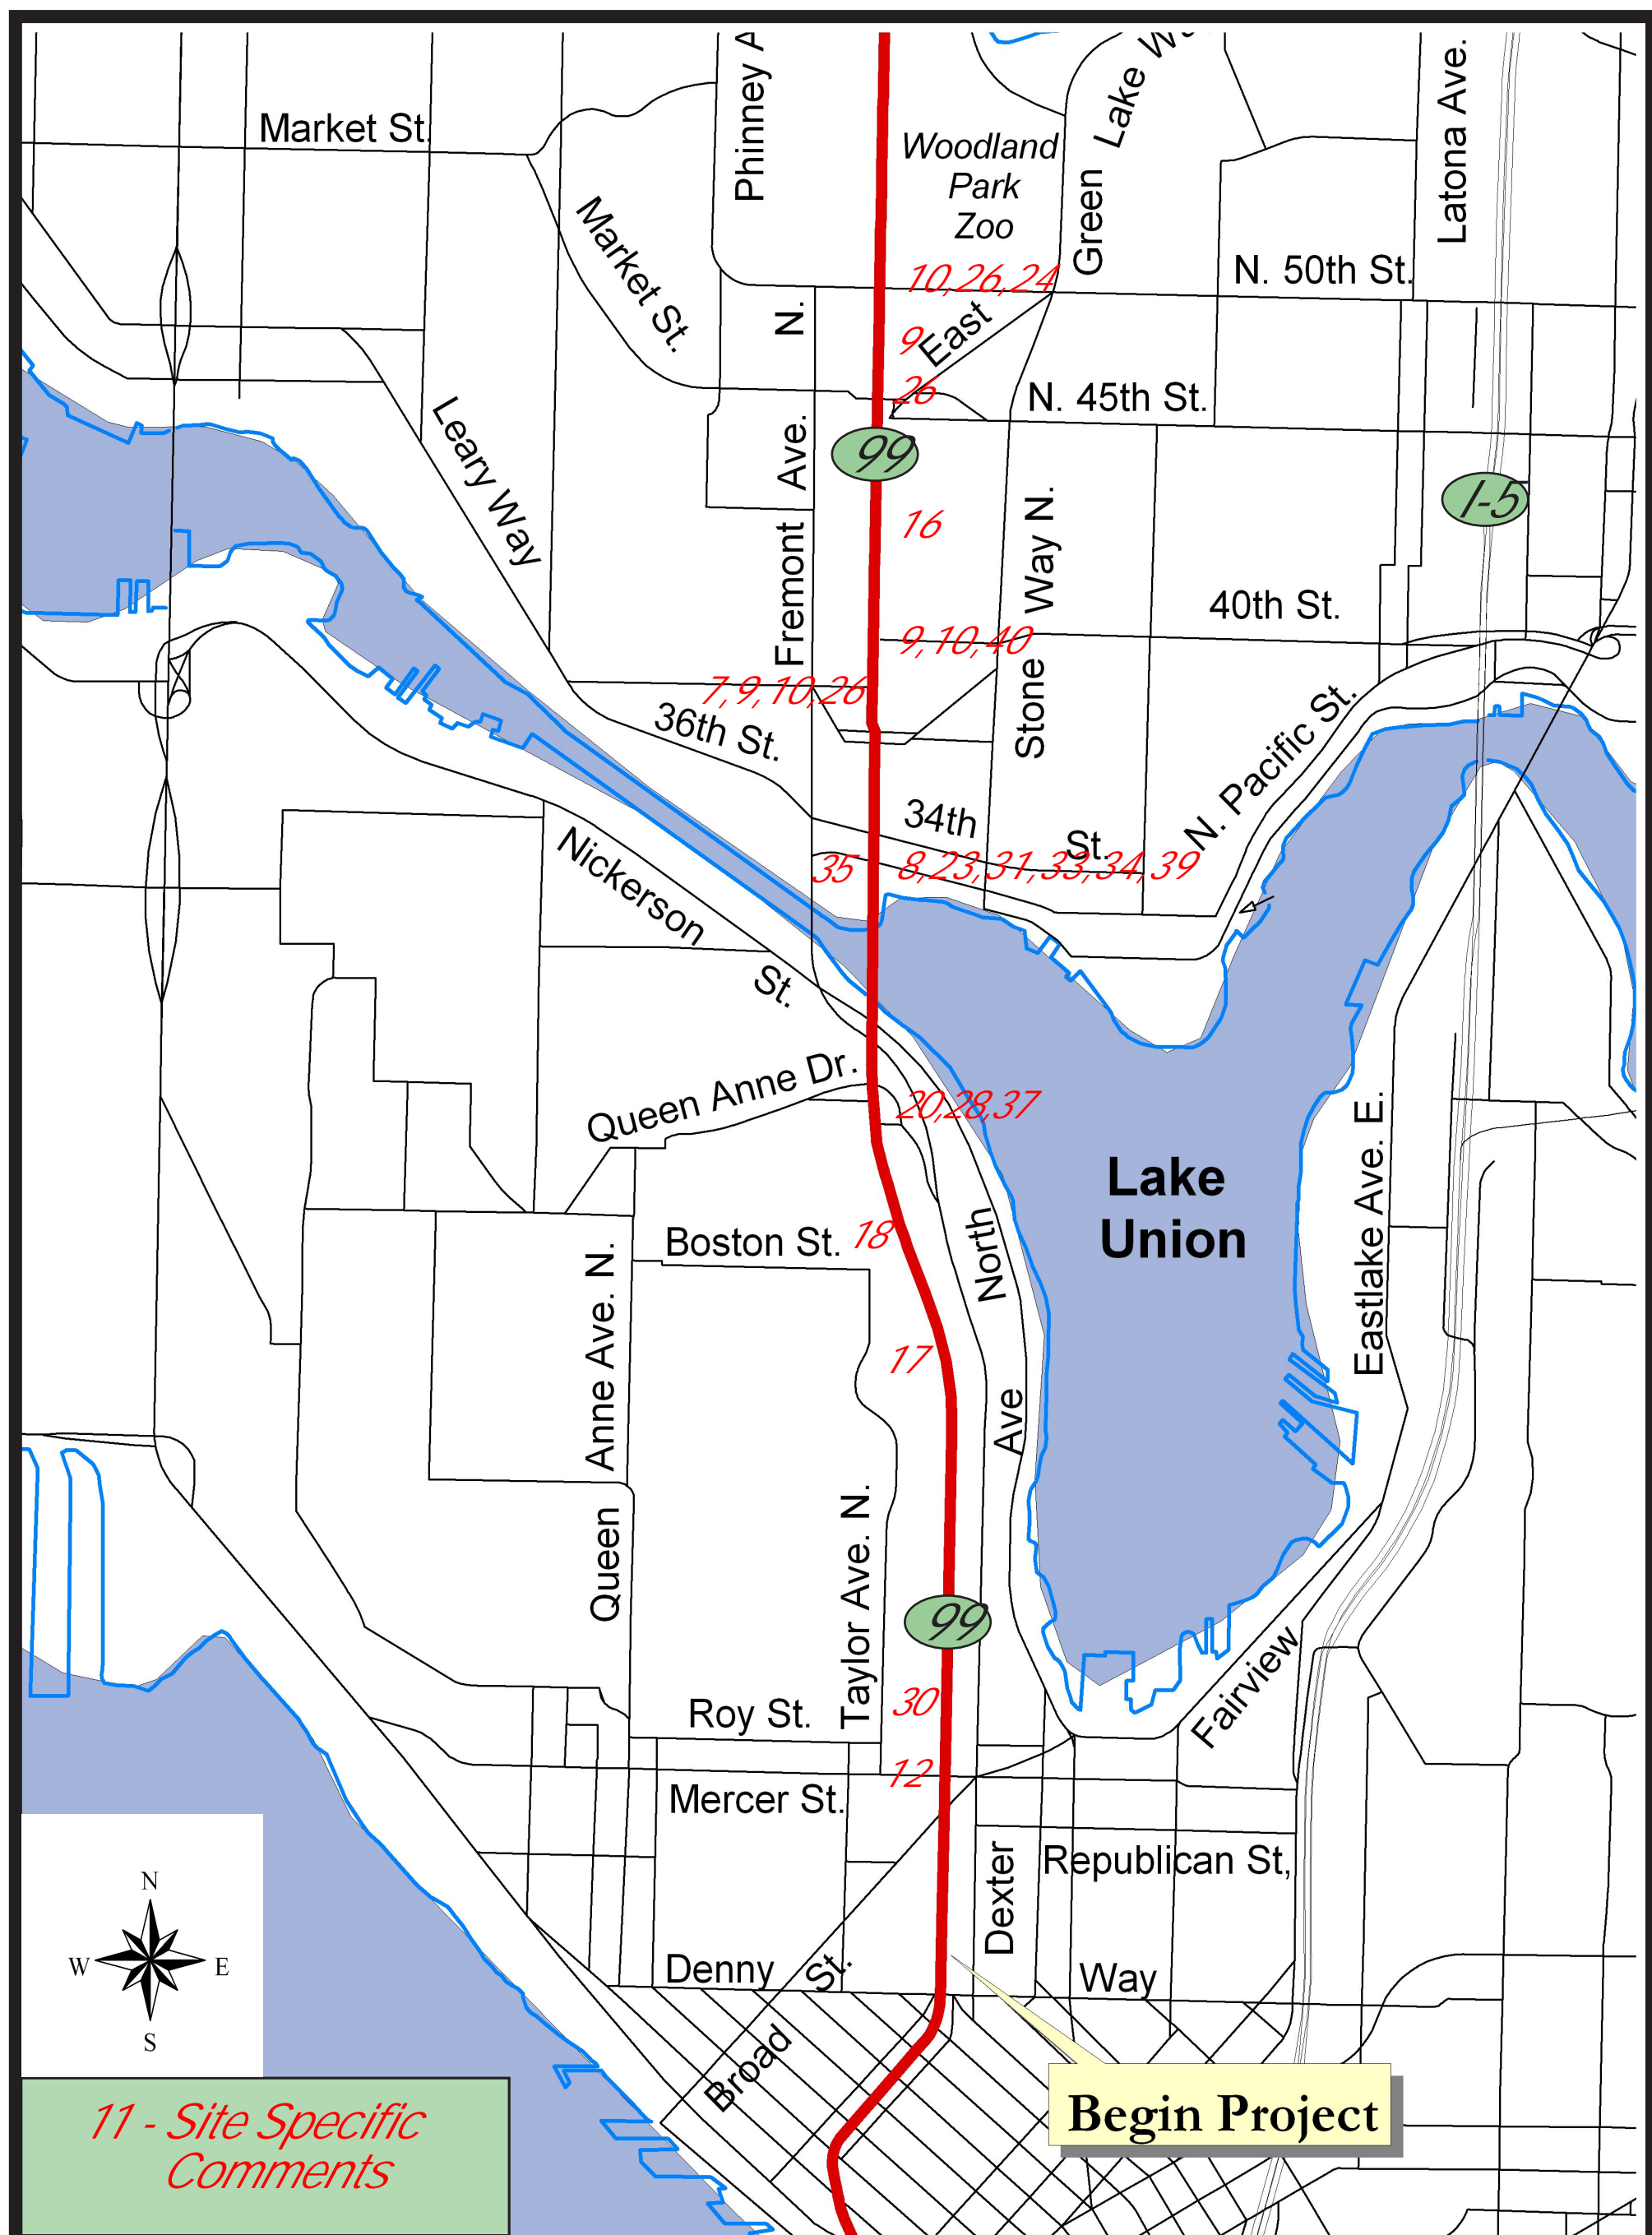 Phinney A
Green Lake W
Latona Ave.
Market St.
Woodland
Park
Zoo
Market St.
N. 50th St.
10,26,24
N.
9
East
26
N. 45th St.
Leary Way
Ave.
99
I-5
16
Fremont
Stone Way N.
40th St.
9,10,40
7,9,10,26
36th St.
N. Pacific St.
34th
St.
Nickerson
St.
35
8,23,31,33,34,39
Queen Anne Dr.
20,28,37
Lake
Union
Eastlake Ave. E.
Boston St.
18
North
Queen Anne Ave. N.
17
Ave
Taylor Ave. N.
99
30
Roy St.
Fairview
12
Mercer St.
Dexter
Republican St,
N
W
E
S
Denny
Way
Broad St.
Begin Project
11 - Site Specific
Comments